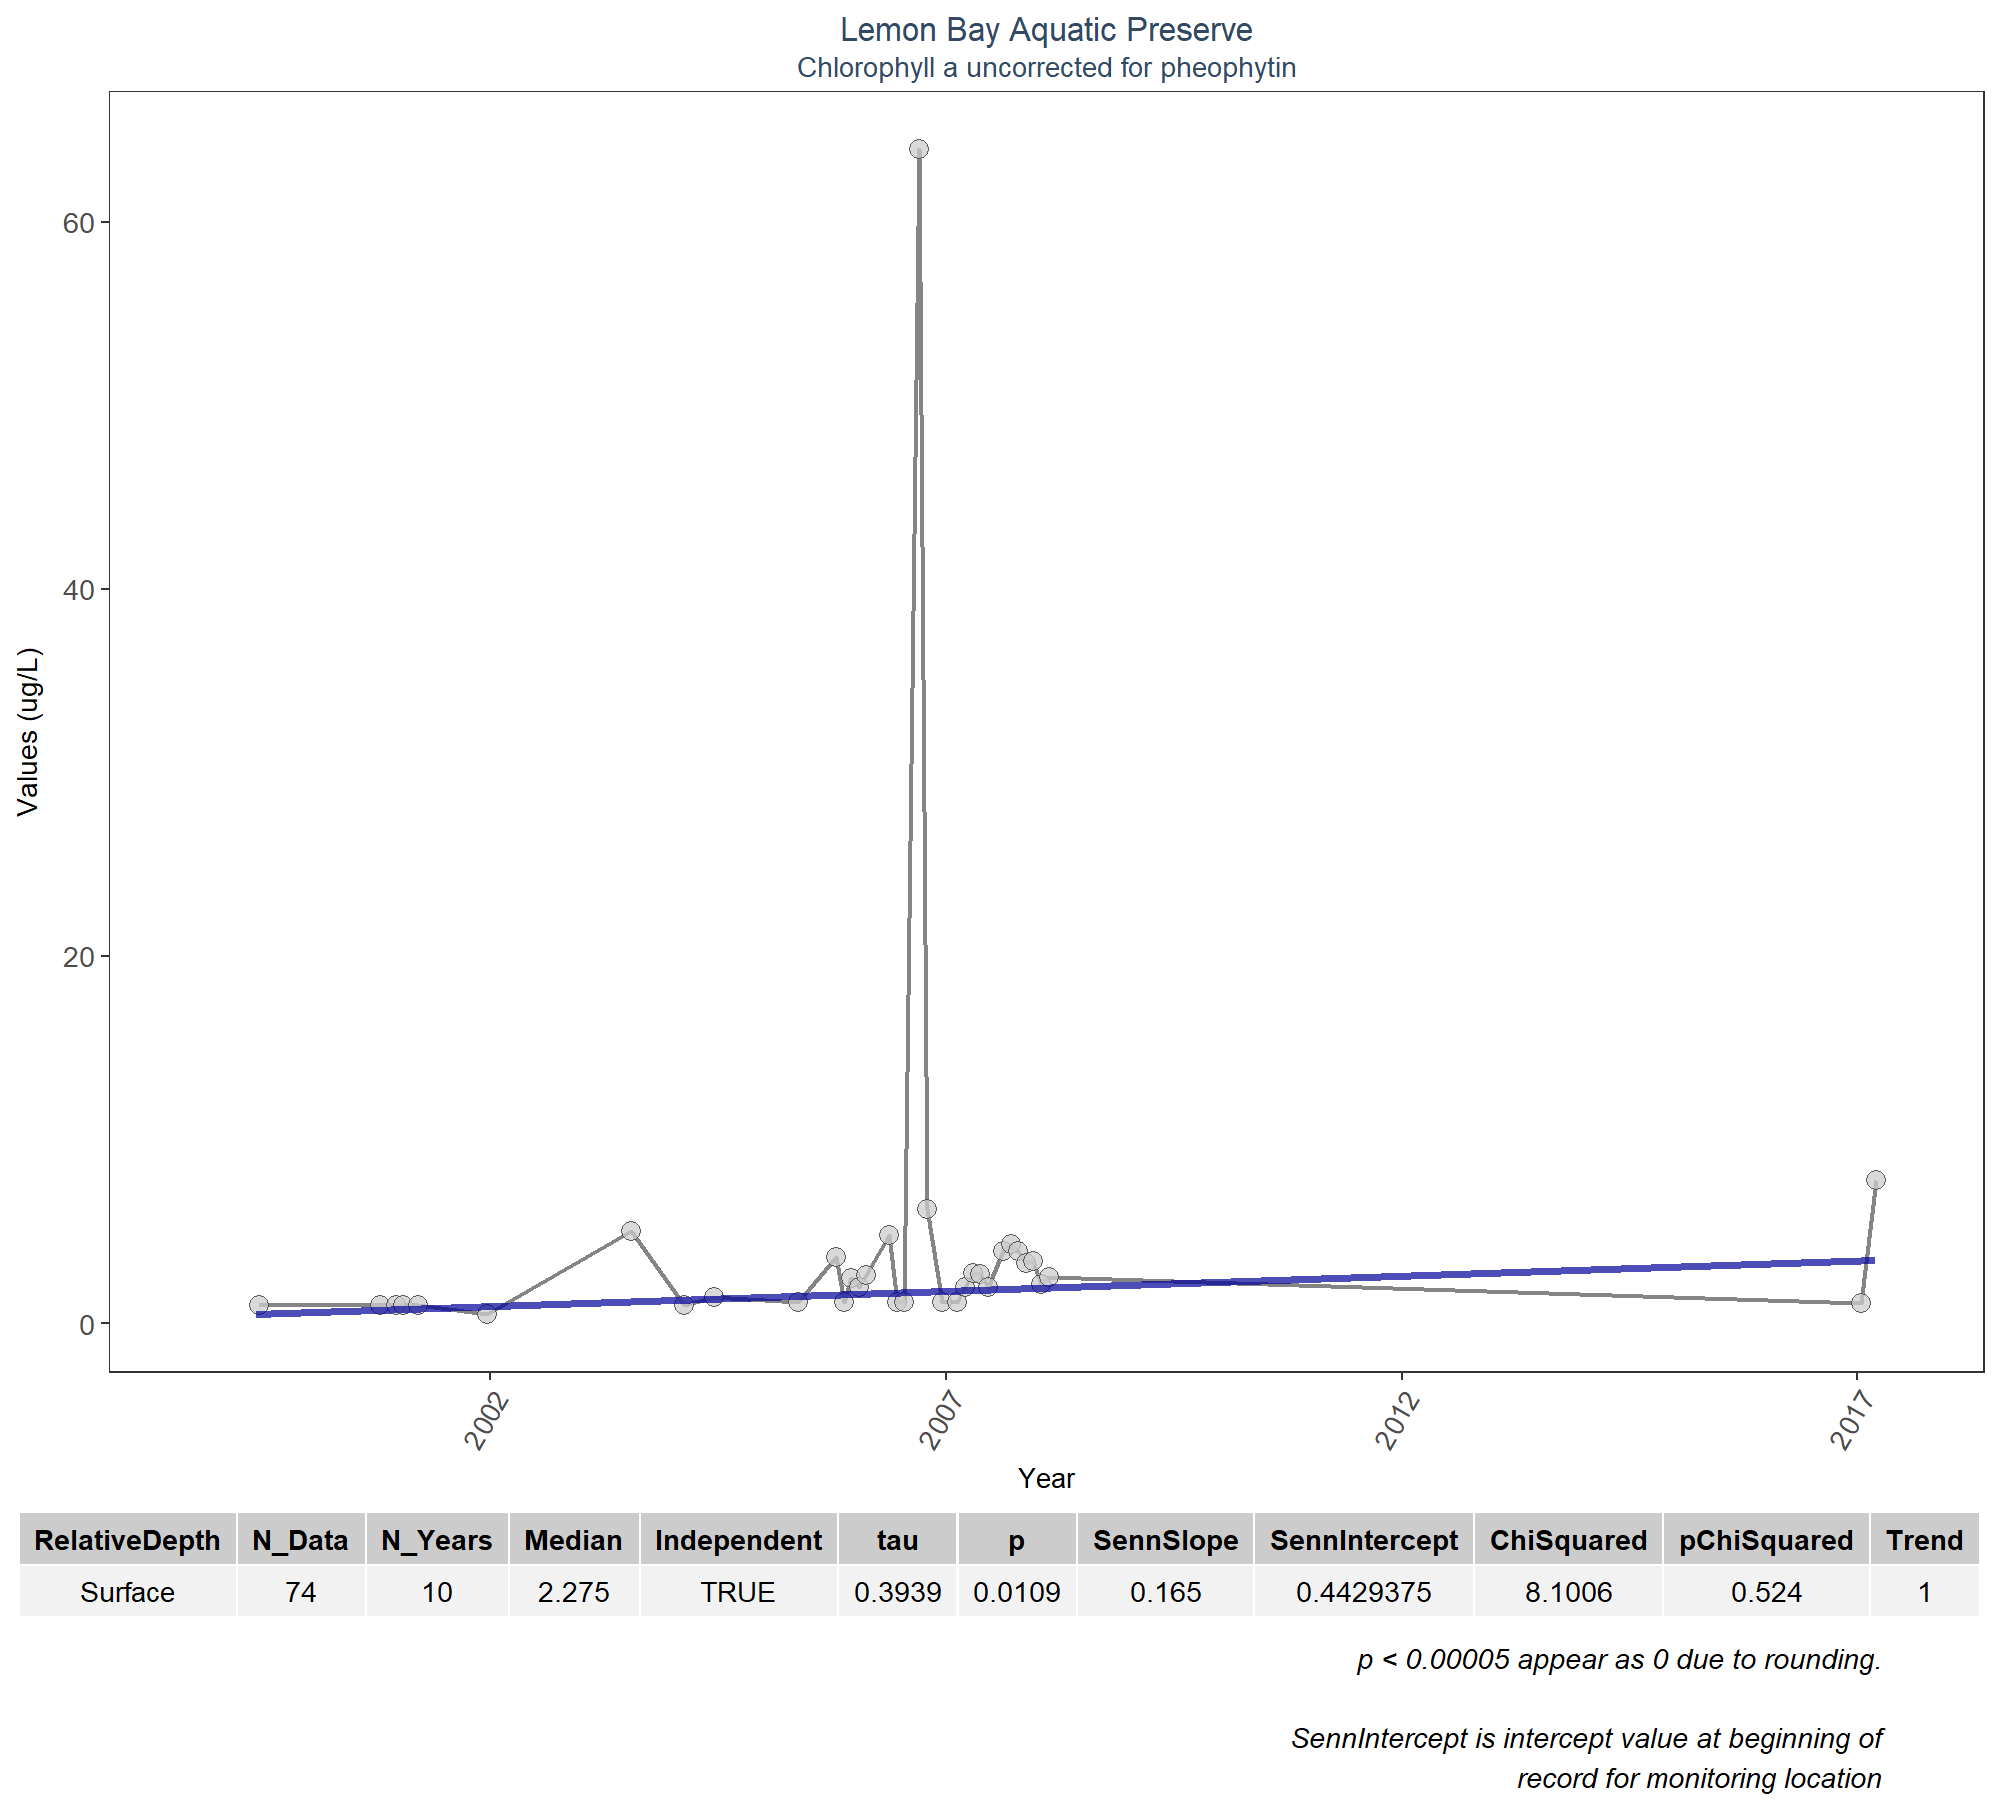 Lemon Bay Aquatic Preserve
Chlorophyll a uncorrected for pheophytin
60
40
20
0
Values (ug/L)
2002 2007 2012 2017
Year
RelativeDepth N_Data N_Years Median Independent tau p SennSlope SennIntercept ChiSquared pChiSquared Trend
Surface 74 10 2.275 TRUE 0.3939 0.0109 0.165 0.4429375 8.1006 0.524 1
p < 0.00005 appear as 0 due to rounding.
SennIntercept is intercept value at beginning of
record for monitoring location